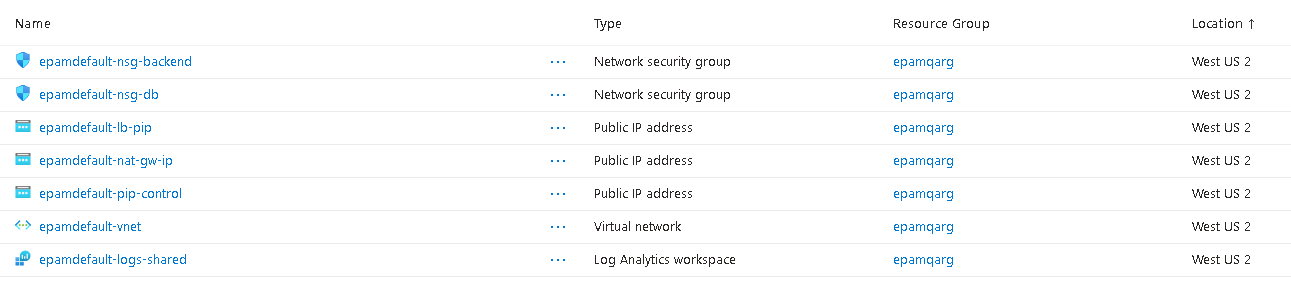 Name Type Resource Group Location ↑
epamdefault-nsg-backend ··· Network security group epamqarg West US 2
epamdefault-nsg-db ··· Network security group epamqarg West US 2
epamdefault-lb-pip ··· Public IP address epamqarg West US 2
epamdefault-nat-gw-ip ··· Public IP address epamqarg West US 2
epamdefault-pip-control ··· Public IP address epamqarg West US 2
epamdefault-vnet ··· Virtual network epamqarg West US 2
epamdefault-logs-shared ··· Log Analytics workspace epamqarg West US 2